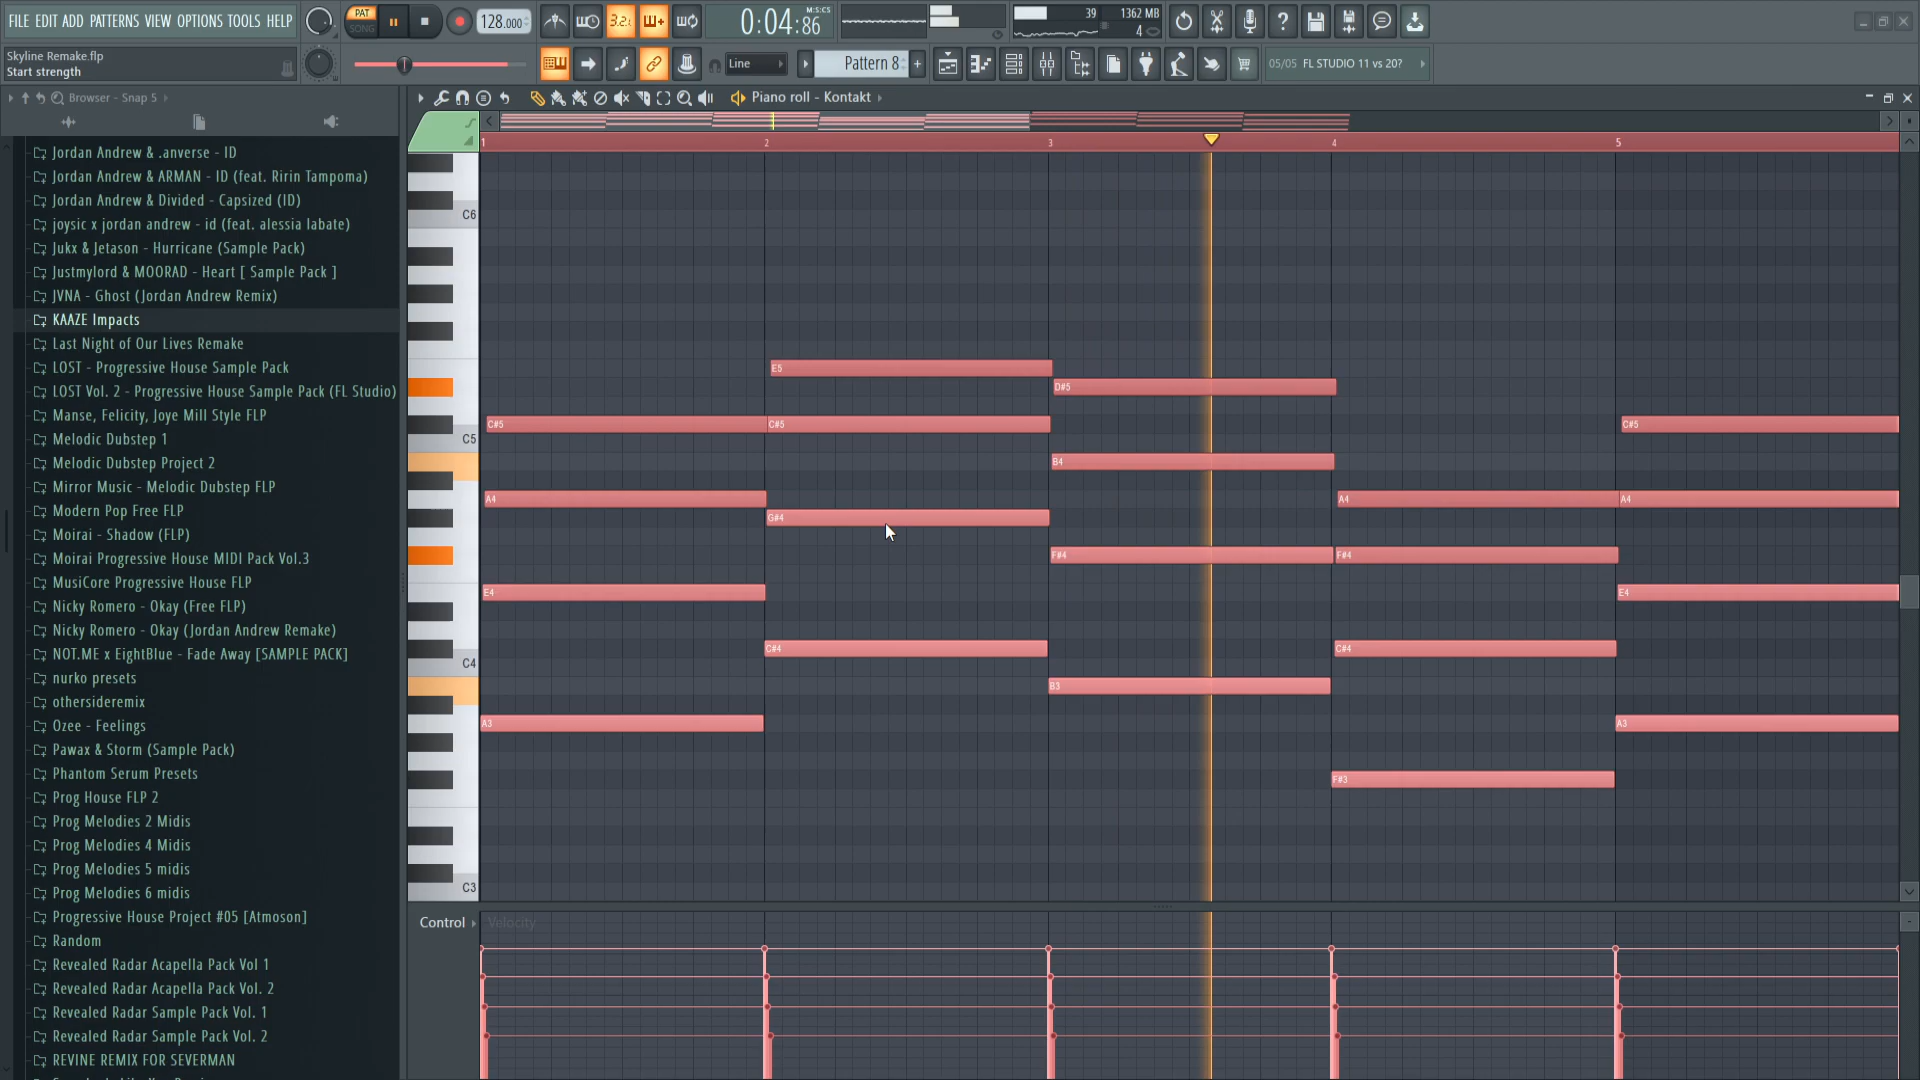 FILE EDIT ADD PATTERNS VIEW OPTIONS TOOLS HELP
PAT
SONG
128.000
3.2.
0:04:86
M:S:CS
39
1362 MB
4
Skyline Remake.flp
Start strength
Line
Pattern 8
+
05/05 FL STUDIO 11 vs 20?
Browser - Snap 5
Piano roll - Kontakt
1 2 3 4 5
Jordan Andrew & .anverse - ID
Jordan Andrew & ARMAN - ID (feat. Ririn Tampoma)
Jordan Andrew & Divided - Capsized (ID)
joysic x jordan andrew - id (feat. alessia labate)
Jukx & Jetason - Hurricane (Sample Pack)
Justmylord & MOORAD - Heart [ Sample Pack ]
JVNA - Ghost (Jordan Andrew Remix)
KAAZE Impacts
Last Night of Our Lives Remake
LOST - Progressive House Sample Pack
LOST Vol. 2 - Progressive House Sample Pack (FL Studio)
Manse, Felicity, Joye Mill Style FLP
Melodic Dubstep 1
Melodic Dubstep Project 2
Mirror Music - Melodic Dubstep FLP
Modern Pop Free FLP
Moirai - Shadow (FLP)
Moirai Progressive House MIDI Pack Vol.3
MusiCore Progressive House FLP
Nicky Romero - Okay (Free FLP)
Nicky Romero - Okay (Jordan Andrew Remake)
NOT.ME x EightBlue - Fade Away [SAMPLE PACK]
nurko presets
othersideremix
Ozee - Feelings
Pawax & Storm (Sample Pack)
Phantom Serum Presets
Prog House FLP 2
Prog Melodies 2 Midis
Prog Melodies 4 Midis
Prog Melodies 5 midis
Prog Melodies 6 midis
Progressive House Project #05 [Atmoson]
Random
Revealed Radar Acapella Pack Vol 1
Revealed Radar Acapella Pack Vol. 2
Revealed Radar Sample Pack Vol. 1
Revealed Radar Sample Pack Vol. 2
REVINE REMIX FOR SEVERMAN
C6
E5
D#5
C#5 C#5 C#5
C5
B4
A4 A4 A4
G#4
F#4 F#4
E4 E4
C#4 C#4
C4
B3
A3 A3
F#3
C3
Control
Velocity